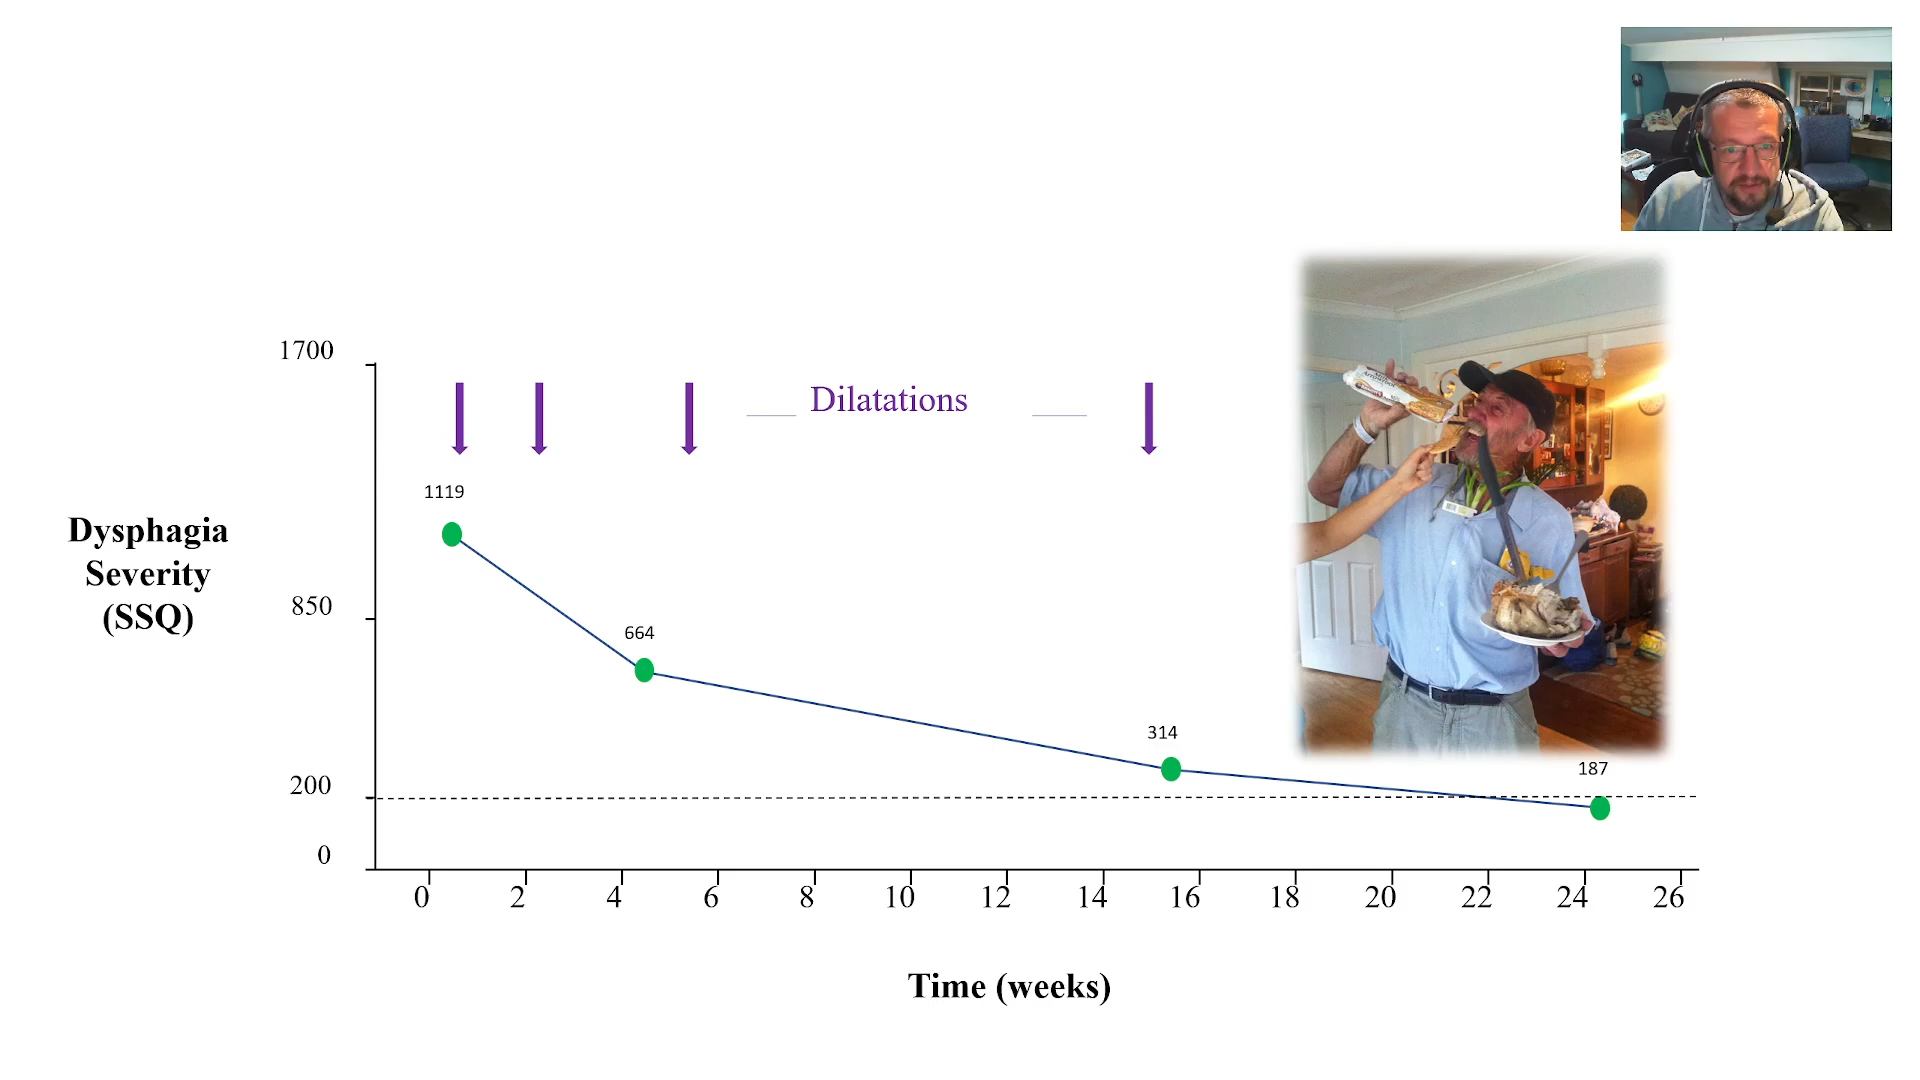 1700
Dilatations
1119
Dysphagia
Severity
(SSQ)
850
664
314
187
200
0
0 2 4 6 8 10 12 14 16 18 20 22 24 26
Time (weeks)